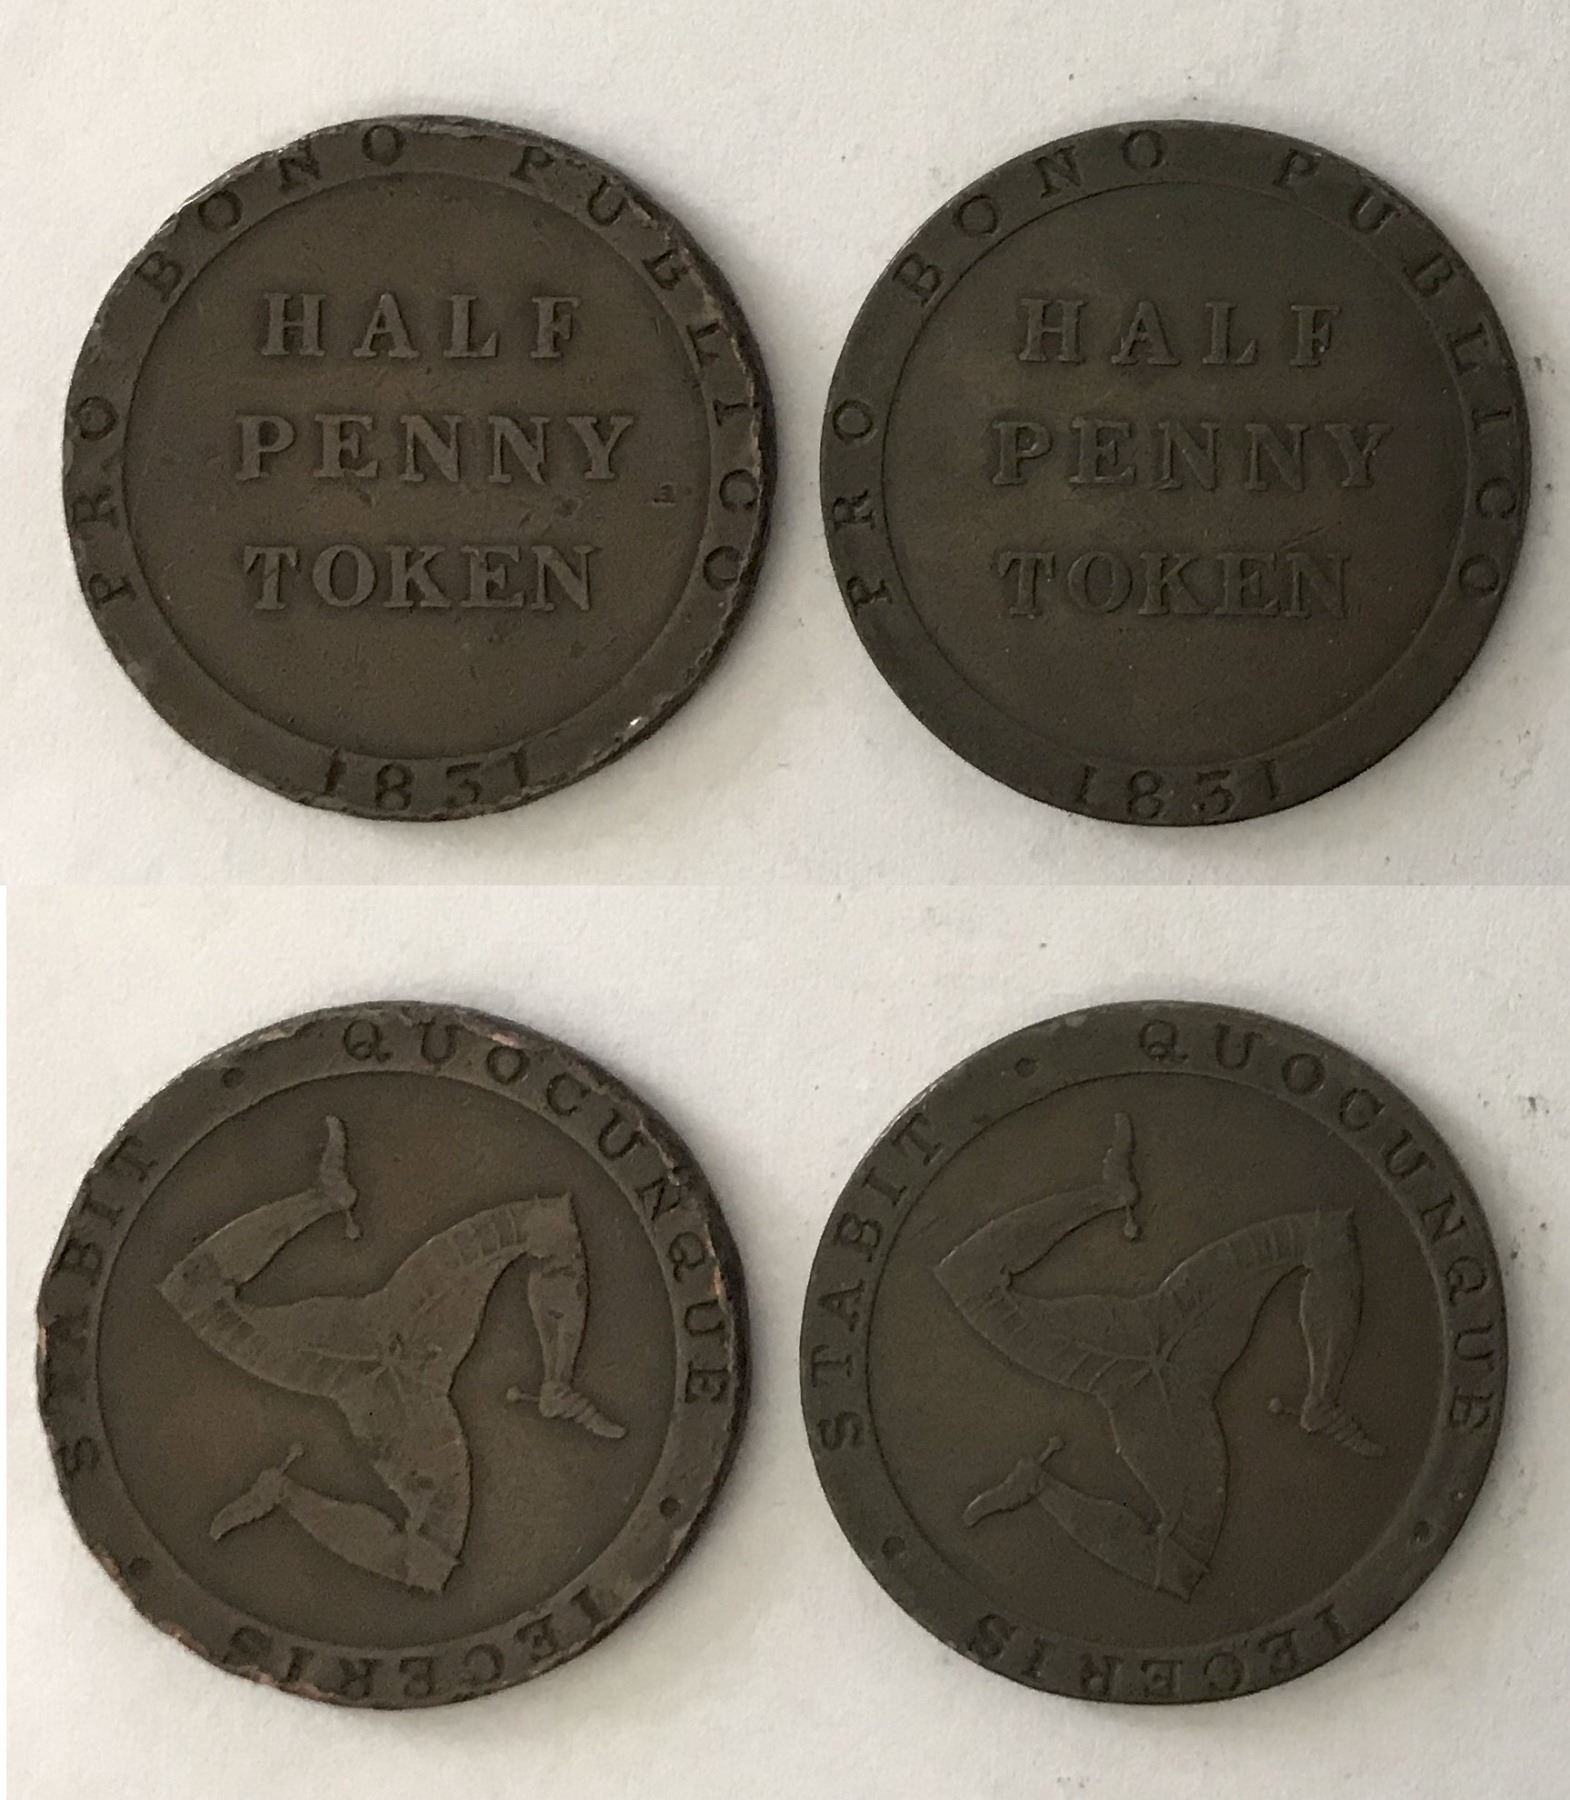 PRO BONO PUBLICO
HALF
PENNY
TOKEN
1831
PRO BONO PUBLICO
HALF
PENNY
TOKEN
1831
STABIT • QUOCUNQUE • IECERIS •
STABIT • QUOCUNQUE • IECERIS •